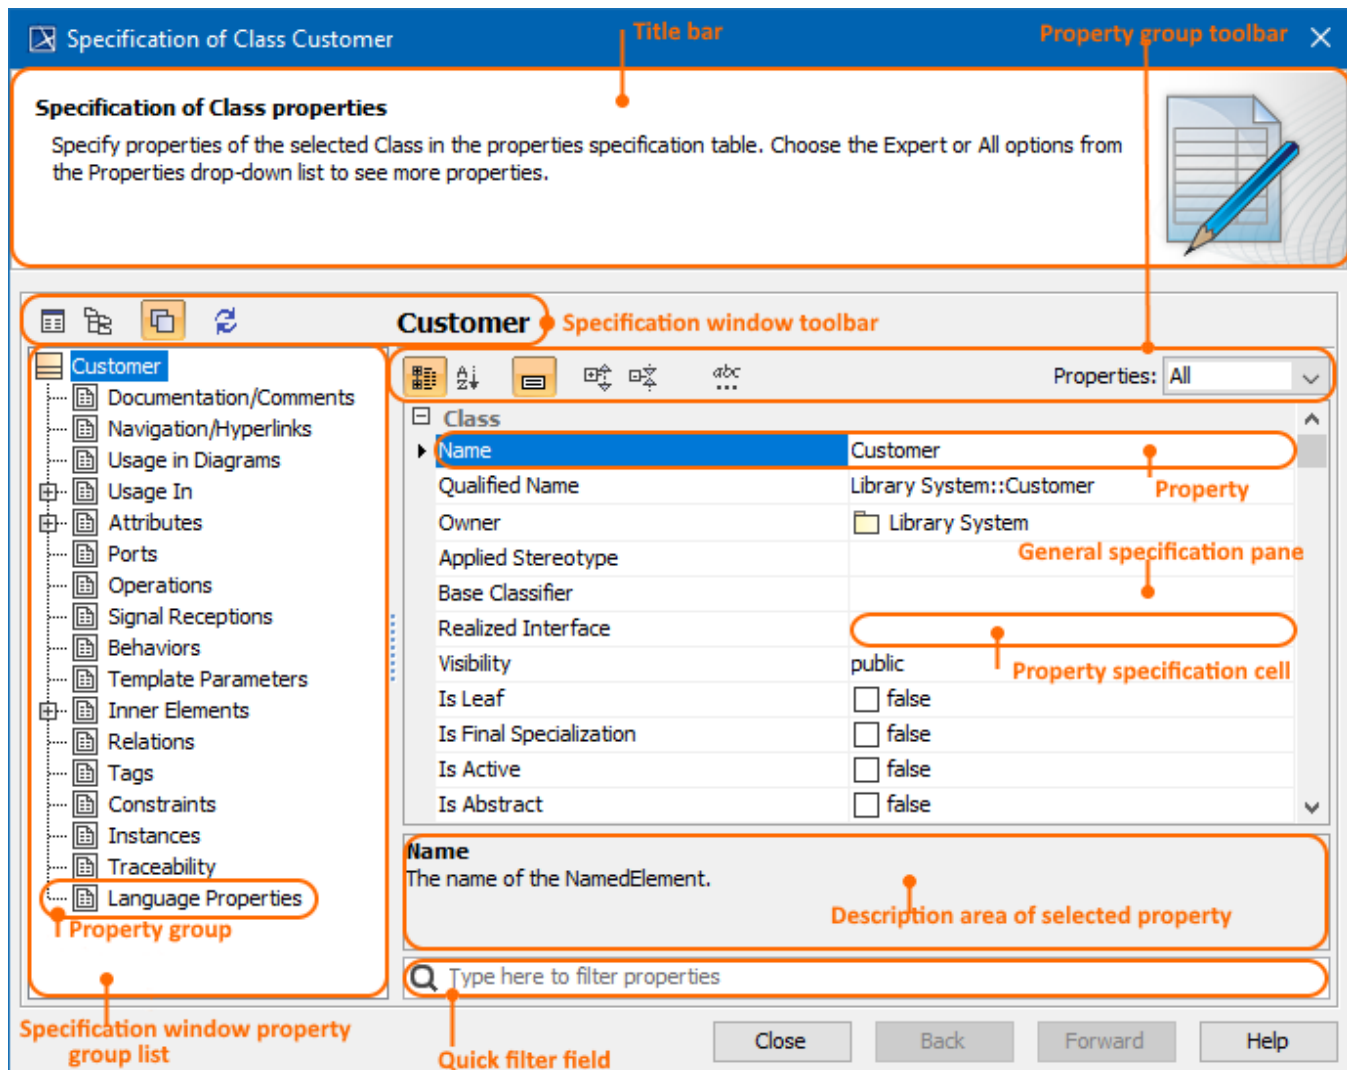 Specification of Class Customer
Title bar
Property group toolbar
Specification of Class properties
Specify properties of the selected Class in the properties specification table. Choose the Expert or All options from
the Properties drop-down list to see more properties.
Customer
Specification window toolbar
Customer
Documentation/Comments
Navigation/Hyperlinks
Usage in Diagrams
Usage In
Attributes
Ports
Operations
Signal Receptions
Behaviors
Template Parameters
Inner Elements
Relations
Tags
Constraints
Instances
Traceability
Language Properties
Property group
Specification window property
group list
A
Z
abc
...
Properties: All
Class
Name Customer
Property
Qualified Name Library System::Customer
Owner Library System
General specification pane
Applied Stereotype
Base Classifier
Realized Interface
Property specification cell
Visibility public
Is Leaf false
Is Final Specialization false
Is Active false
Is Abstract false
Name
The name of the NamedElement.
Description area of selected property
Type here to filter properties
Quick filter field
Close
Back
Forward
Help